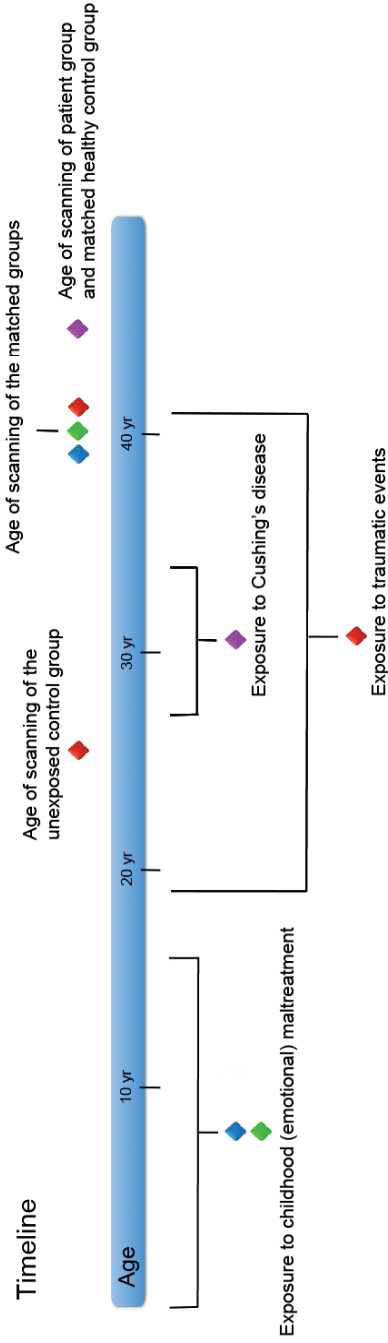 Timeline
Age of scanning of the
unexposed control group
Age of scanning of the matched groups
Age of scanning of patient group
and matched healthy control group
Age
10 yr
20 yr
30 yr
40 yr
Exposure to childhood (emotional) maltreatment
Exposure to Cushing's disease
Exposure to traumatic events